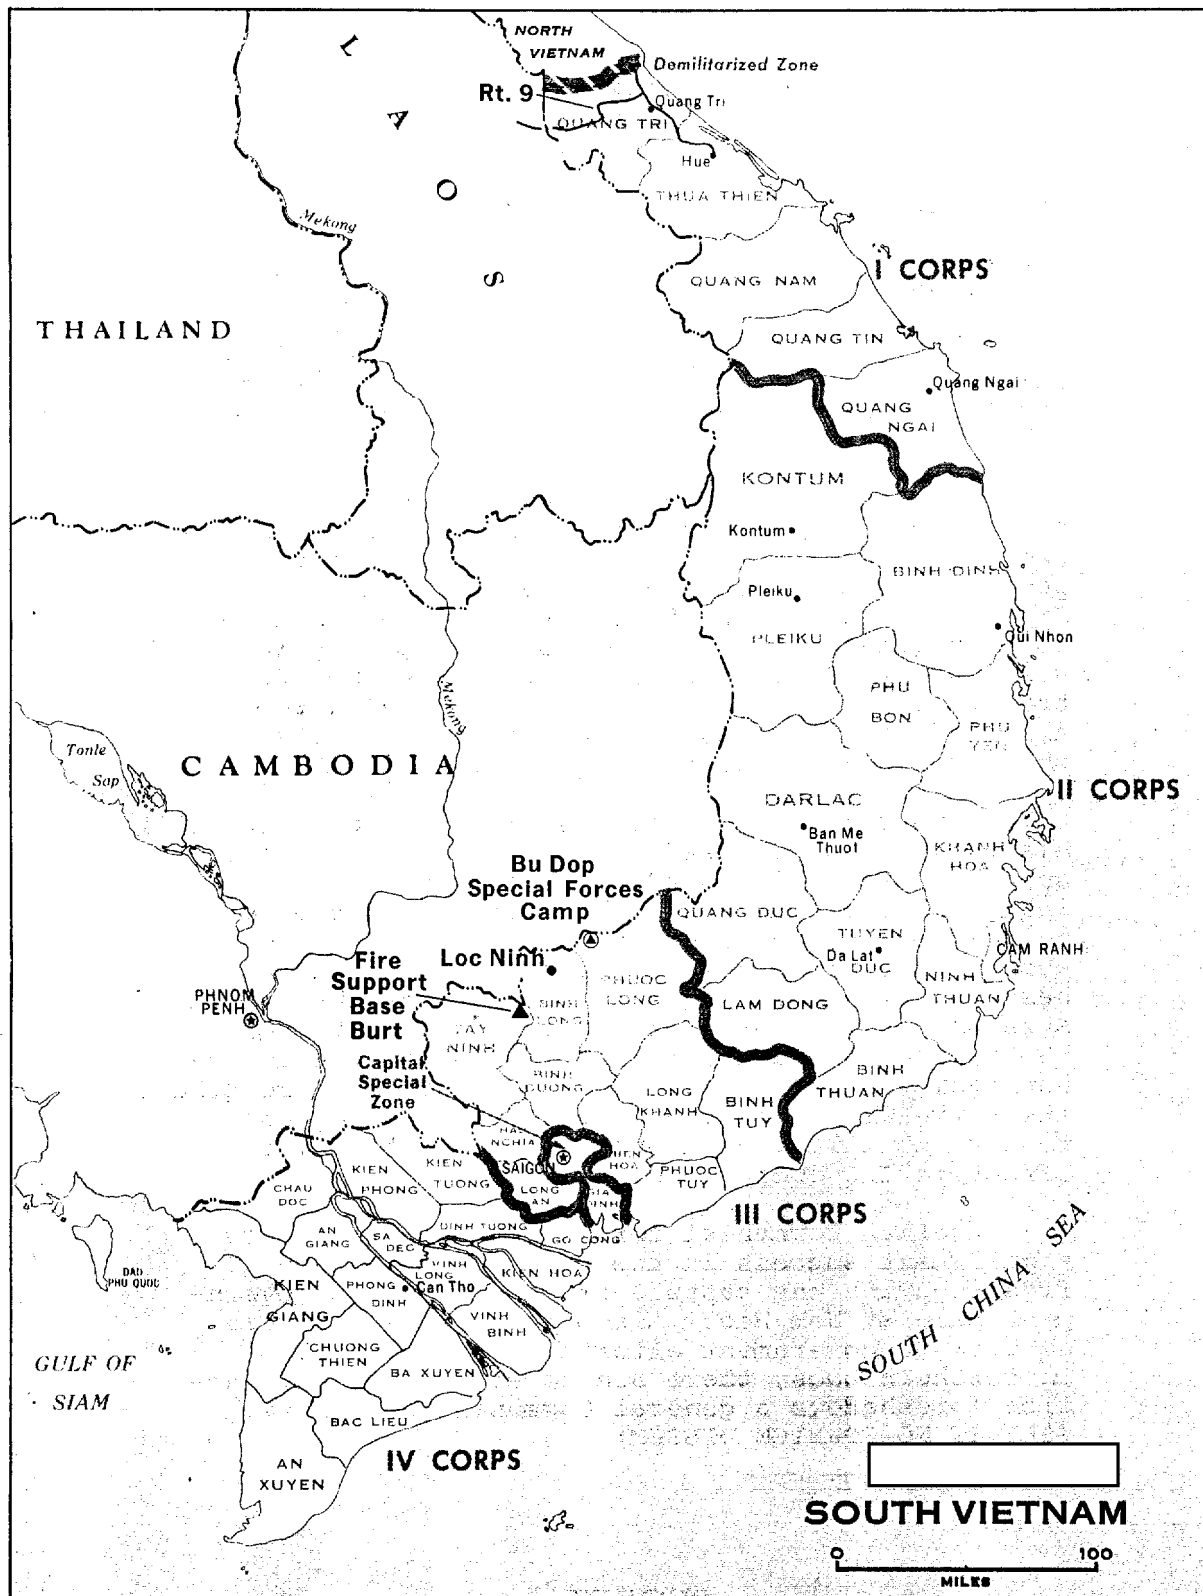 NORTH
VIETNAM
Demilitarized Zone
Rt. 9
Quang Tri
QUANG TRI
Hue
THUA THIEN
LAOS
Mekong
I CORPS
QUANG NAM
THAILAND
QUANG TIN
Quang Ngai
QUANG
NGAI
KONTUM
Kontum
BINH DINH
Pleiku
PLEIKU
Qui Nhon
PHU
BON
PHU
YEN
Mekong
Tonle
Sap
CAMBODIA
II CORPS
DARLAC
Ban Me
Thuot
KHANH
HOA
Bu Dop
Special Forces
Camp
QUANG DUC
TUYEN
DUC
Da Lat
CAM RANH
NINH
THUAN
Loc Ninh
Fire
Support
Base
Burt
PHUOC
LONG
LAM DONG
PHNOM
PENH
BINH
LONG
TAY
NINH
Capital
Special
Zone
BINH
DUONG
LONG
KHANH
BINH
TUY
BINH
THUAN
HAU
NGHIA
SAIGON
BIEN
HOA
PHUOC
TUY
KIEN
PHONG
KIEN
TUONG
LONG
AN
GIA
DINH
CHAU
DOC
III CORPS
AN
GIANG
SA
DEC
DINH TUONG
GO CONG
DAO
PHU QUOC
KIEN
GIANG
PHONG
DINH
VINH
LONG
Can Tho
KIEN HOA
VINH
BINH
CHUONG
THIEN
BA XUYEN
GULF OF
SIAM
SOUTH CHINA SEA
BAC LIEU
AN
XUYEN
IV CORPS
SOUTH VIETNAM
0 100
MILES